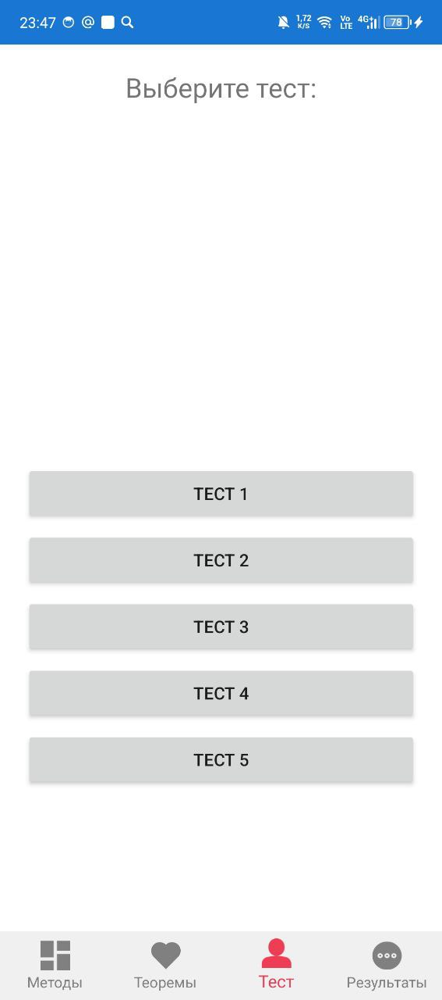 23:47 1,72 K/S Vo LTE 4G+ 78
Выберите тест:
ТЕСТ 1
ТЕСТ 2
ТЕСТ 3
ТЕСТ 4
ТЕСТ 5
Методы Теоремы Тест Результаты